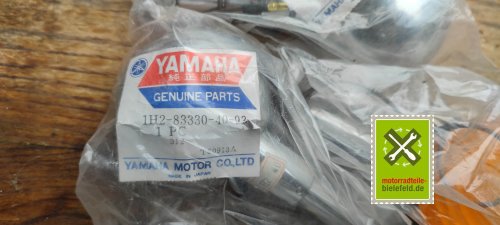 YAMAHA
純正部品
GENUINE PARTS
1H2-83330-40-93
1 PC
YAMAHA MOTOR CO.,LTD
MADE IN JAPAN
motorradteile-
bielefeld.de